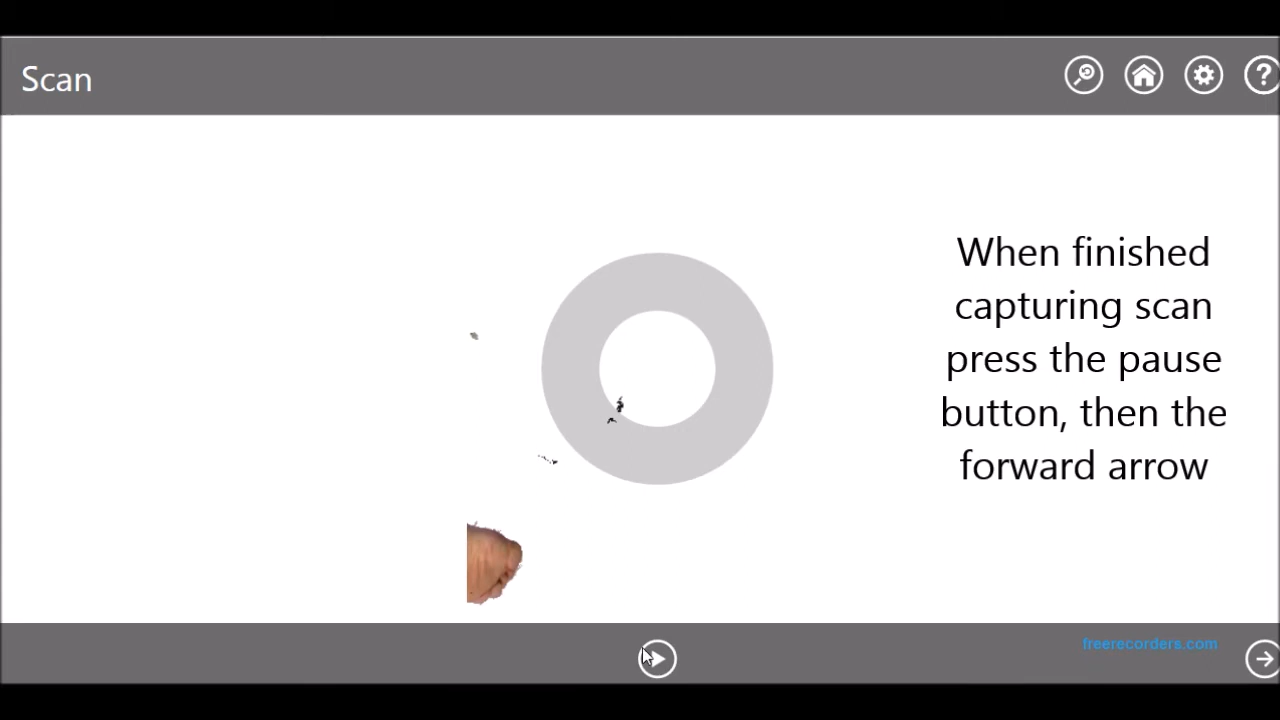 Scan
?
When finished
capturing scan
press the pause
button, then the
forward arrow
freerecorders.com